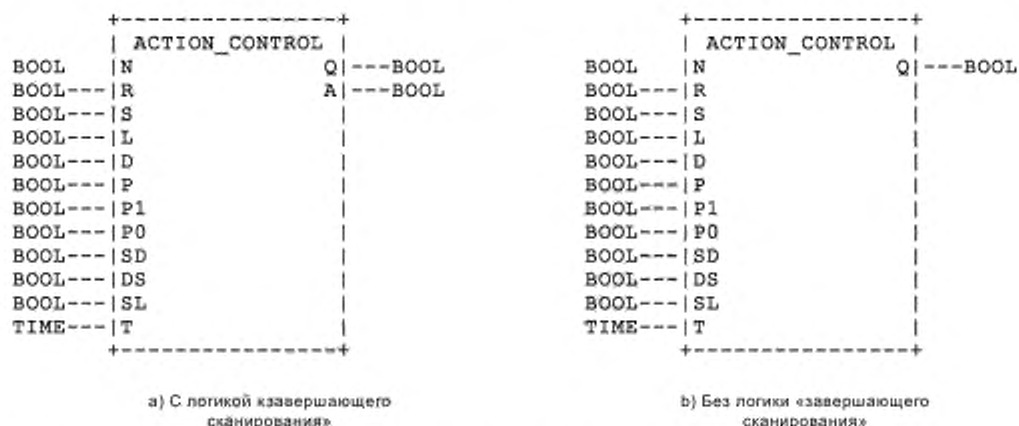 +----------------+ +----------------+
| ACTION_CONTROL | | ACTION_CONTROL |
BOOL |N Q|---BOOL BOOL |N Q|---BOOL
BOOL---|R A|---BOOL BOOL---|R |
BOOL---|S | BOOL---|S |
BOOL---|L | BOOL---|L |
BOOL---|D | BOOL---|D |
BOOL---|P | BOOL---|P |
BOOL---|P1 | BOOL---|P1 |
BOOL---|P0 | BOOL---|P0 |
BOOL---|SD | BOOL---|SD |
BOOL---|DS | BOOL---|DS |
BOOL---|SL | BOOL---|SL |
TIME---|T | TIME---|T |
+----------------+ +----------------+
a) С логикой «завершающего
сканирования»
b) Без логики «завершающего
сканирования»